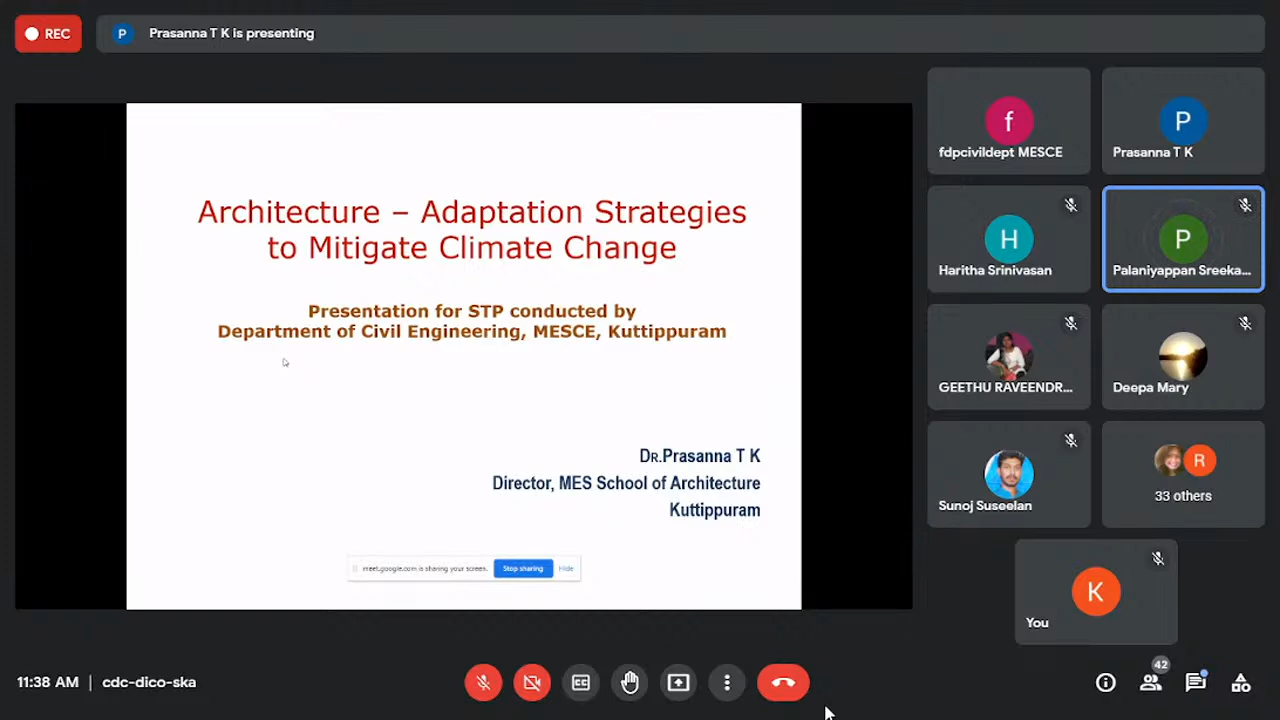 REC
P
Prasanna T K is presenting
Architecture – Adaptation Strategies
to Mitigate Climate Change
Presentation for STP conducted by
Department of Civil Engineering, MESCE, Kuttippuram
DR.Prasanna T K
Director, MES School of Architecture
Kuttippuram
meet.google.com is sharing your screen.
Stop sharing
Hide
f
fdpcivildept MESCE
P
Prasanna T K
H
Haritha Srinivasan
P
Palaniyappan Sreeka...
GEETHU RAVEENDR...
Deepa Mary
Sunoj Suseelan
R
33 others
K
You
11:38 AM | cdc-dico-ska
CC
42